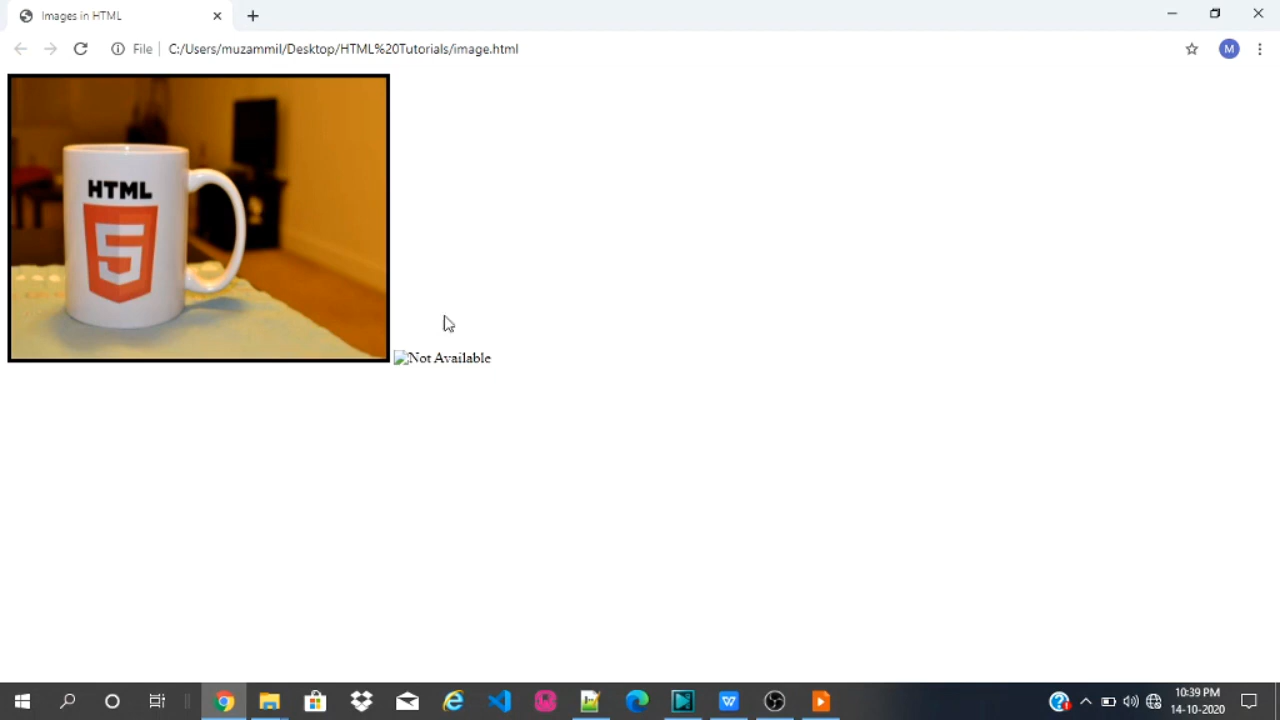 Images in HTML
File
C:/Users/muzammil/Desktop/HTML%20Tutorials/image.html
M
HTML
5
Not Available
10:39 PM
14-10-2020